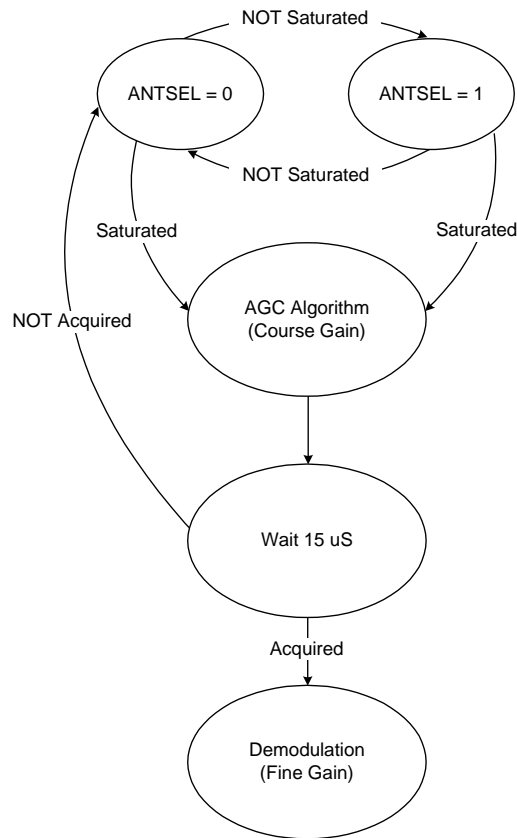 NOT Saturated
ANTSEL = 0
ANTSEL = 1
NOT Saturated
Saturated
Saturated
AGC Algorithm
(Course Gain)
NOT Acquired
Wait 15 uS
Acquired
Demodulation
(Fine Gain)